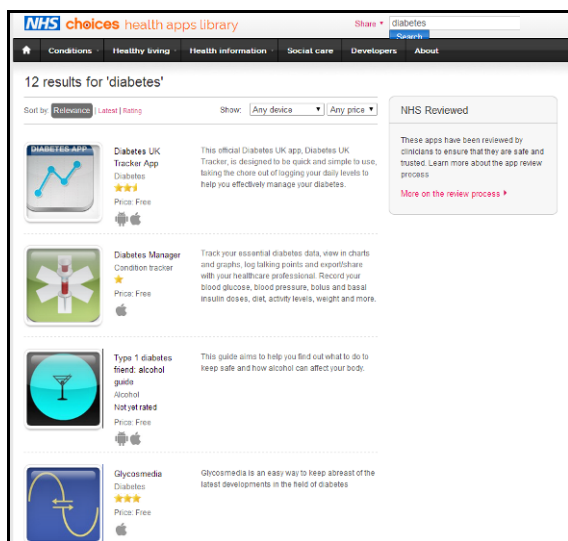 NHS choices health apps library
Share
diabetes
Search
Conditions
Healthy living
Health information
Social care
Developers
About
12 results for 'diabetes'
Sort by: Relevance | Latest | Rating
Show: Any device Any price
NHS Reviewed
These apps have been reviewed by
clinicians to ensure that they are safe and
trusted. Learn more about the app review
process
More on the review process
DIABETES APP
Diabetes UK
Tracker App
Diabetes
Price: Free
This official Diabetes UK app, Diabetes UK
Tracker, is designed to be quick and simple to use,
taking the chore out of logging your daily levels to
help you effectively manage your diabetes.
Diabetes Manager
Condition tracker
Price: Free
Track your essential diabetes data, view in charts
and graphs, log talking points and export/share
with your healthcare professional. Record your
blood glucose, blood pressure, bolus and basal
insulin doses, diet, activity levels, weight and more.
Type 1 diabetes
friend: alcohol
guide
Alcohol
Not yet rated
Price: Free
This guide aims to help you find out what to do to
keep safe and how alcohol can affect your body.
Glycosmedia
Diabetes
Price: Free
Glycosmedia is an easy way to keep abreast of the
latest developments in the field of diabetes